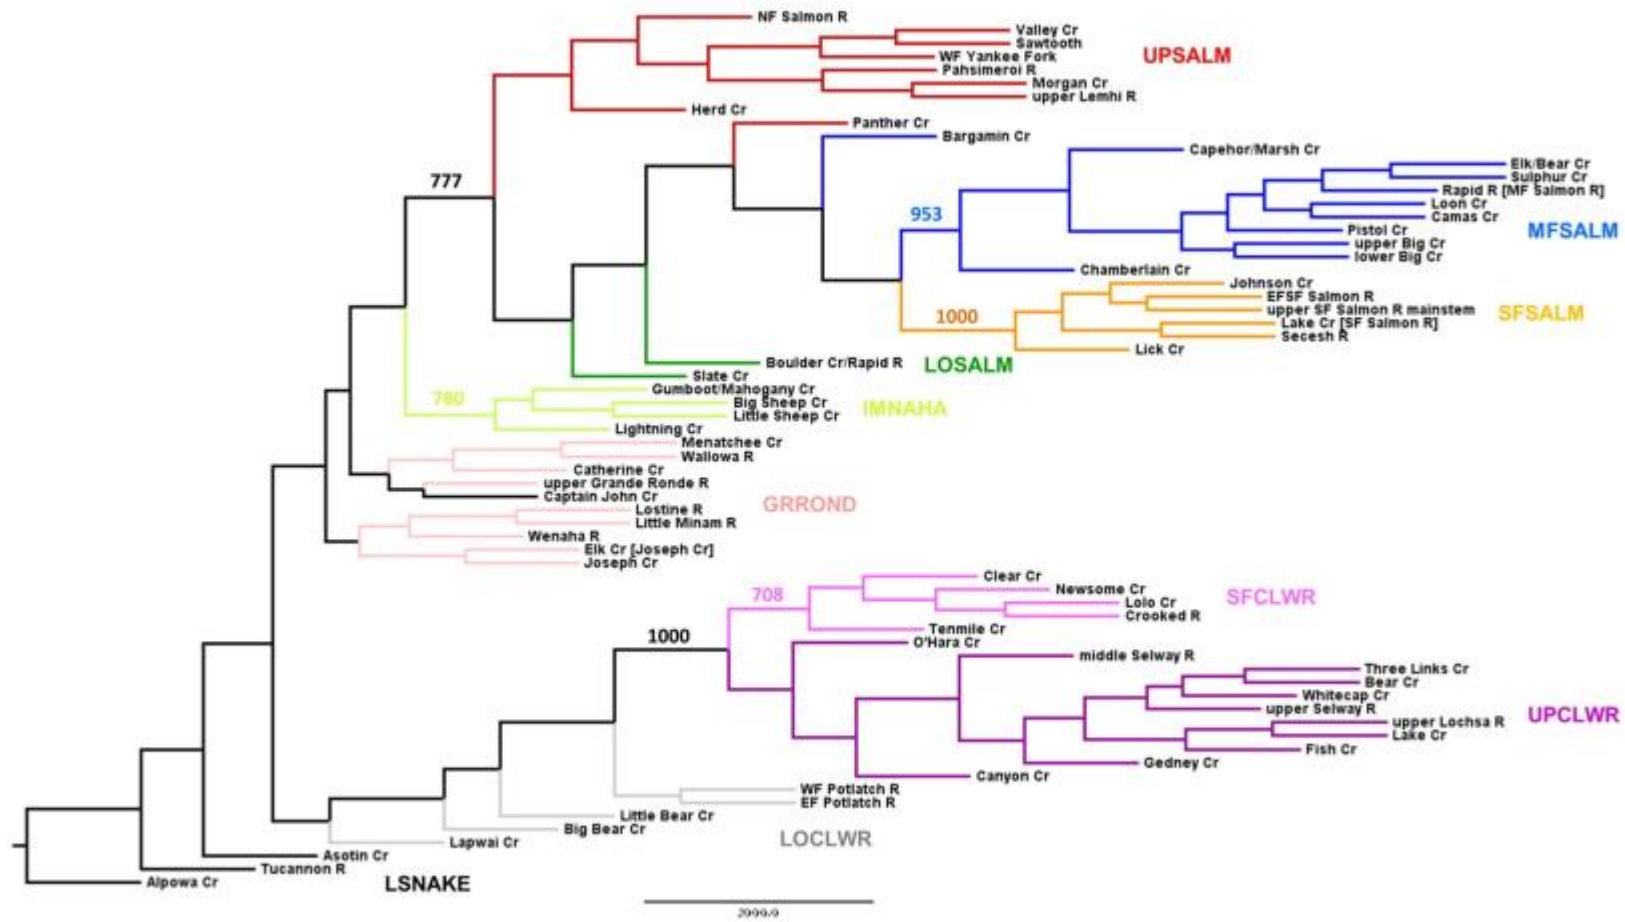 NF Salmon R
Valley Cr
Sawtooth
WF Yankee Fork
UPSALM
Pahsimeroi R
Morgan Cr
upper Lemhi R
Herd Cr
Panther Cr
Bargamin Cr
Capehor/Marsh Cr
Elk/Bear Cr
Sulphur Cr
777
Rapid R [MF Salmon R]
Loon Cr
953
Camas Cr
Pistol Cr
MFSALM
upper Big Cr
lower Big Cr
Chamberlain Cr
Johnson Cr
EFSF Salmon R
upper SF Salmon R mainstem
SFSALM
1000
Lake Cr [SF Salmon R]
Secesh R
Lick Cr
Boulder Cr/Rapid R
LOSALM
Slate Cr
Gumboot/Mahogany Cr
780
Big Sheep Cr
IMNAHA
Little Sheep Cr
Lightning Cr
Menatchee Cr
Wallowa R
Catherine Cr
upper Grande Ronde R
Captain John Cr
GRROND
Lostine R
Little Minam R
Wenaha R
Elk Cr [Joseph Cr]
Joseph Cr
Clear Cr
Newsome Cr
708
SFCLWR
Lolo Cr
Crooked R
Tenmile Cr
1000
O'Hara Cr
middle Selway R
Three Links Cr
Bear Cr
Whitecap Cr
upper Selway R
UPCLWR
upper Lochsa R
Lake Cr
Fish Cr
Gedney Cr
Canyon Cr
WF Potlatch R
EF Potlatch R
Little Bear Cr
Big Bear Cr
LOCLWR
Lapwai Cr
Asotin Cr
Tucannon R
Alpowa Cr
LSNAKE